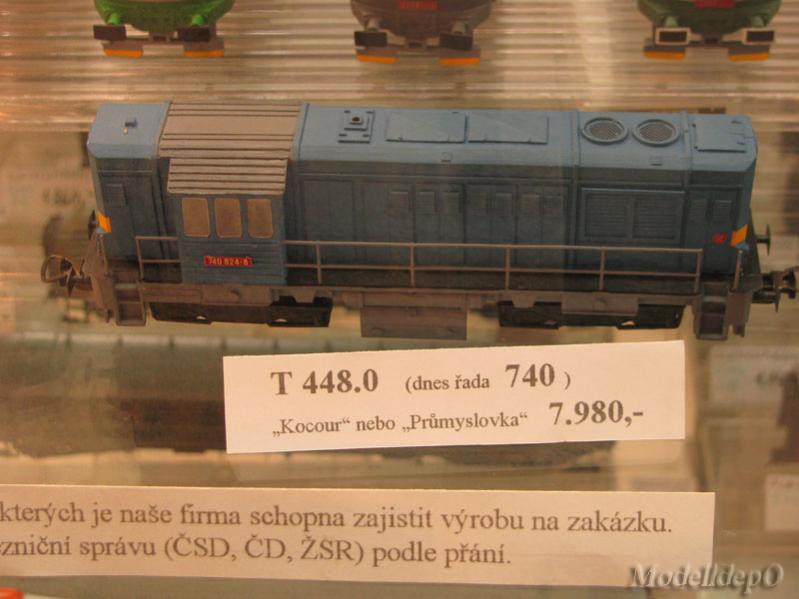 740 824-8
T 448.0 (dnes řada 740 )
„Kocour“ nebo „Průmyslovka“ 7.980,-
kterých je naše firma schopna zajistit výrobu na zakázku.
zniční správu (ČSD, ČD, ŽSR) podle přání.
ModelldepO